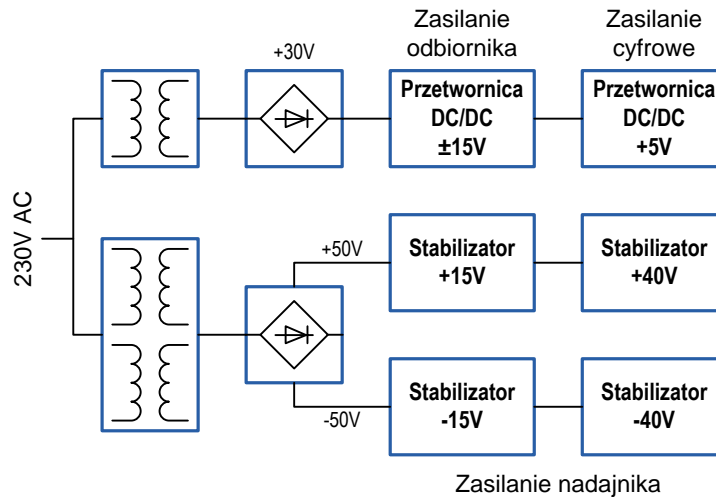 Zasilanie
odbiornika
Zasilanie
cyfrowe
+30V
Przetwornica
DC/DC
±15V
Przetwornica
DC/DC
+5V
230V AC
+50V
Stabilizator
+15V
Stabilizator
+40V
-50V
Stabilizator
-15V
Stabilizator
-40V
Zasilanie nadajnika